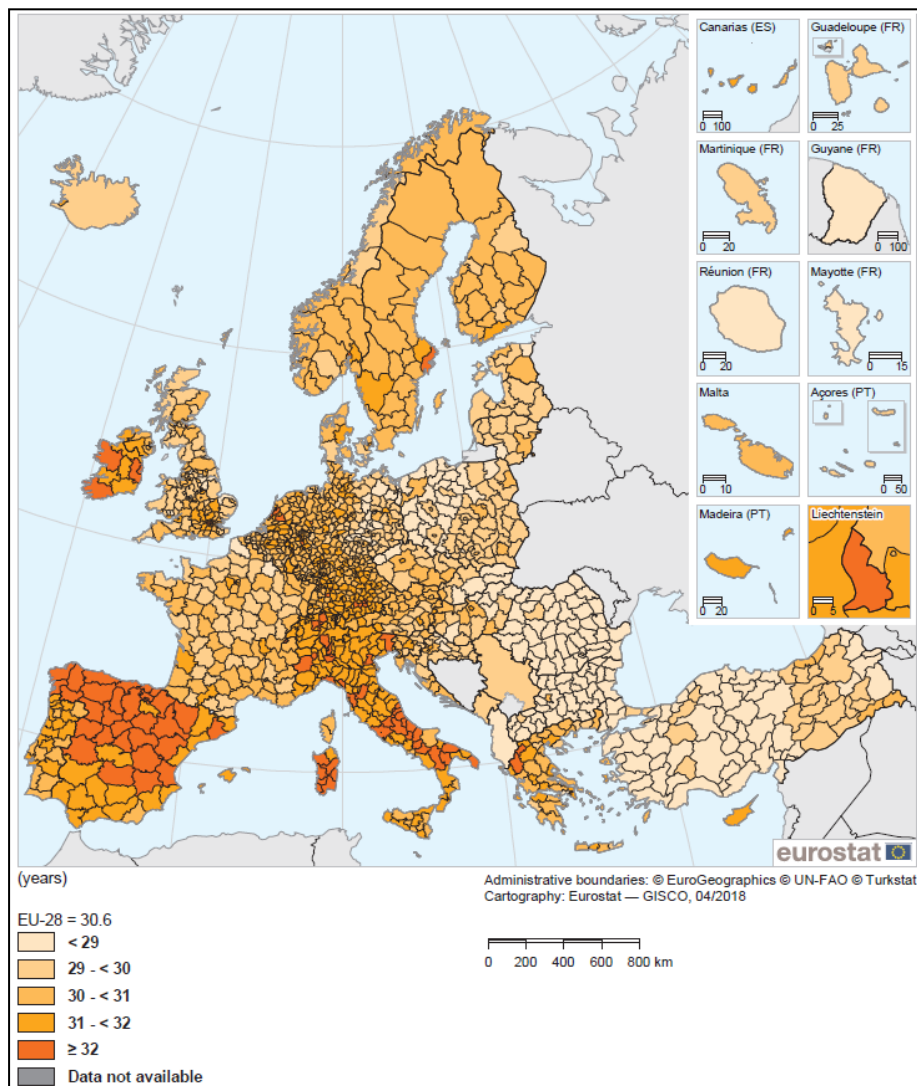 Canarias (ES)
0 100
Guadeloupe (FR)
0 25
Martinique (FR)
0 20
Guyane (FR)
0 100
Réunion (FR)
0 20
Mayotte (FR)
0 15
Malta
0 10
Açores (PT)
0 50
Madeira (PT)
0 20
Liechtenstein
0 5
eurostat
(years)
Administrative boundaries: © EuroGeographics © UN-FAO © Turkstat
Cartography: Eurostat — GISCO, 04/2018
EU-28 = 30.6
< 29
29 - < 30
30 - < 31
31 - < 32
≥ 32
Data not available
0 200 400 600 800 km